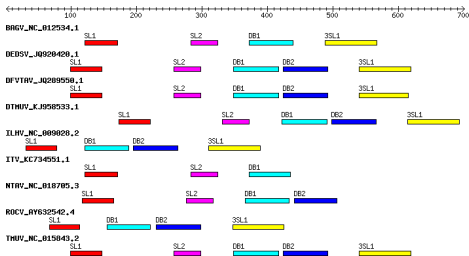 100 200 300 400 500 600 700
BAGV_NC_012534.1
SL1 SL2 DB1 3SL1
DEDSV_JQ920420.1
SL1 SL2 DB1 DB2 3SL1
DFVTAV_JQ289550.1
SL1 SL2 DB1 DB2 3SL1
DTMUV_KJ958533.1
SL1 SL2 DB1 DB2 3SL1
ILHV_NC_009028.2
SL1 DB1 DB2 3SL1
ITV_KC734551.1
SL1 SL2 DB1
NTAV_NC_018705.3
SL1 SL2 DB1 DB2
ROCV_AY632542.4
SL1 DB1 DB2 3SL1
TMUV_NC_015843.2
SL1 SL2 DB1 DB2 3SL1